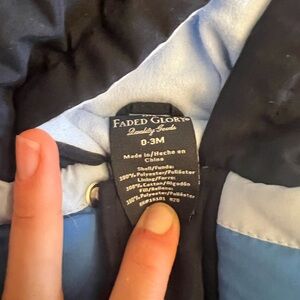 FADED GLORY
Quality Goods
0-3M
Made in/Hecho en
China
Shell/Funda:
100% Polyester/Poliéster
Lining/Forro:
100% Cotton/Algodón
Fill/Relleno:
100% Polyester/Poliéster